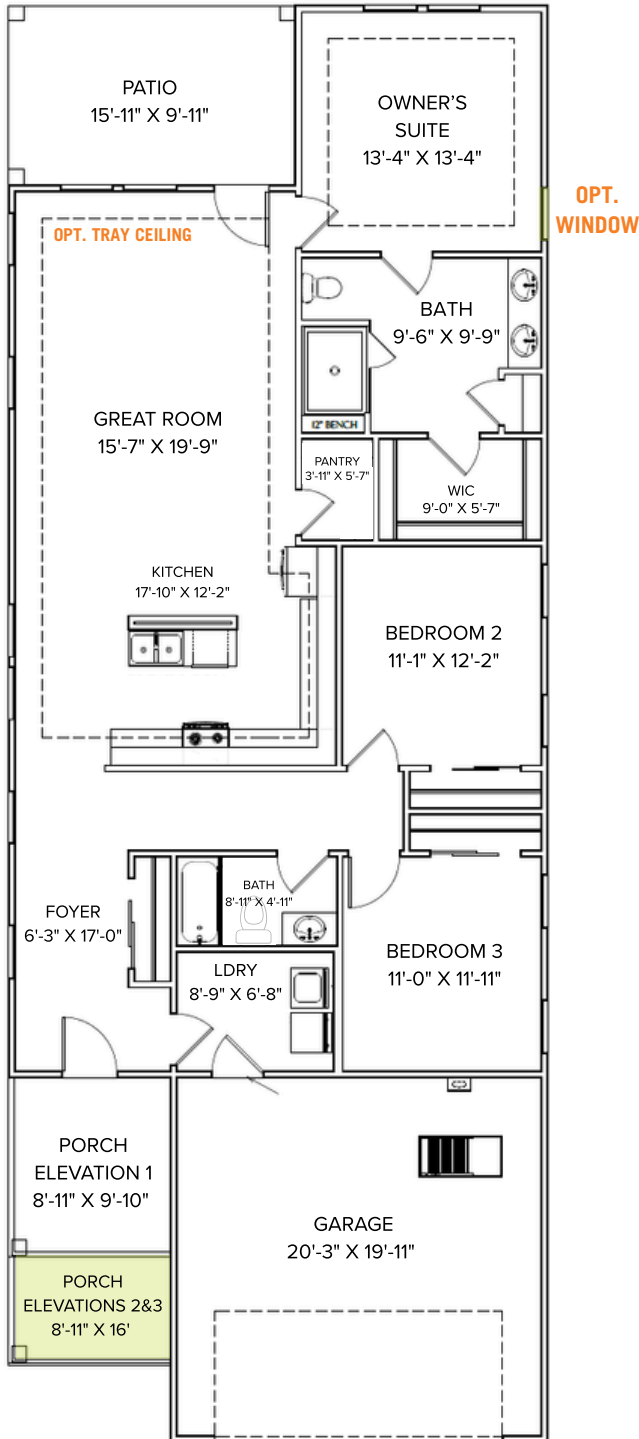 PATIO
15'-11" X 9'-11"
OWNER'S
SUITE
13'-4" X 13'-4"
OPT.
WINDOW
OPT. TRAY CEILING
BATH
9'-6" X 9'-9"
GREAT ROOM
15'-7" X 19'-9"
12" BENCH
PANTRY
3'-11" X 5'-7"
WIC
9'-0" X 5'-7"
KITCHEN
17'-10" X 12'-2"
BEDROOM 2
11'-1" X 12'-2"
BATH
8'-11" X 4'-11"
FOYER
6'-3" X 17'-0"
LDRY
8'-9" X 6'-8"
BEDROOM 3
11'-0" X 11'-11"
PORCH
ELEVATION 1
8'-11" X 9'-10"
GARAGE
20'-3" X 19'-11"
PORCH
ELEVATIONS 2&3
8'-11" X 16'